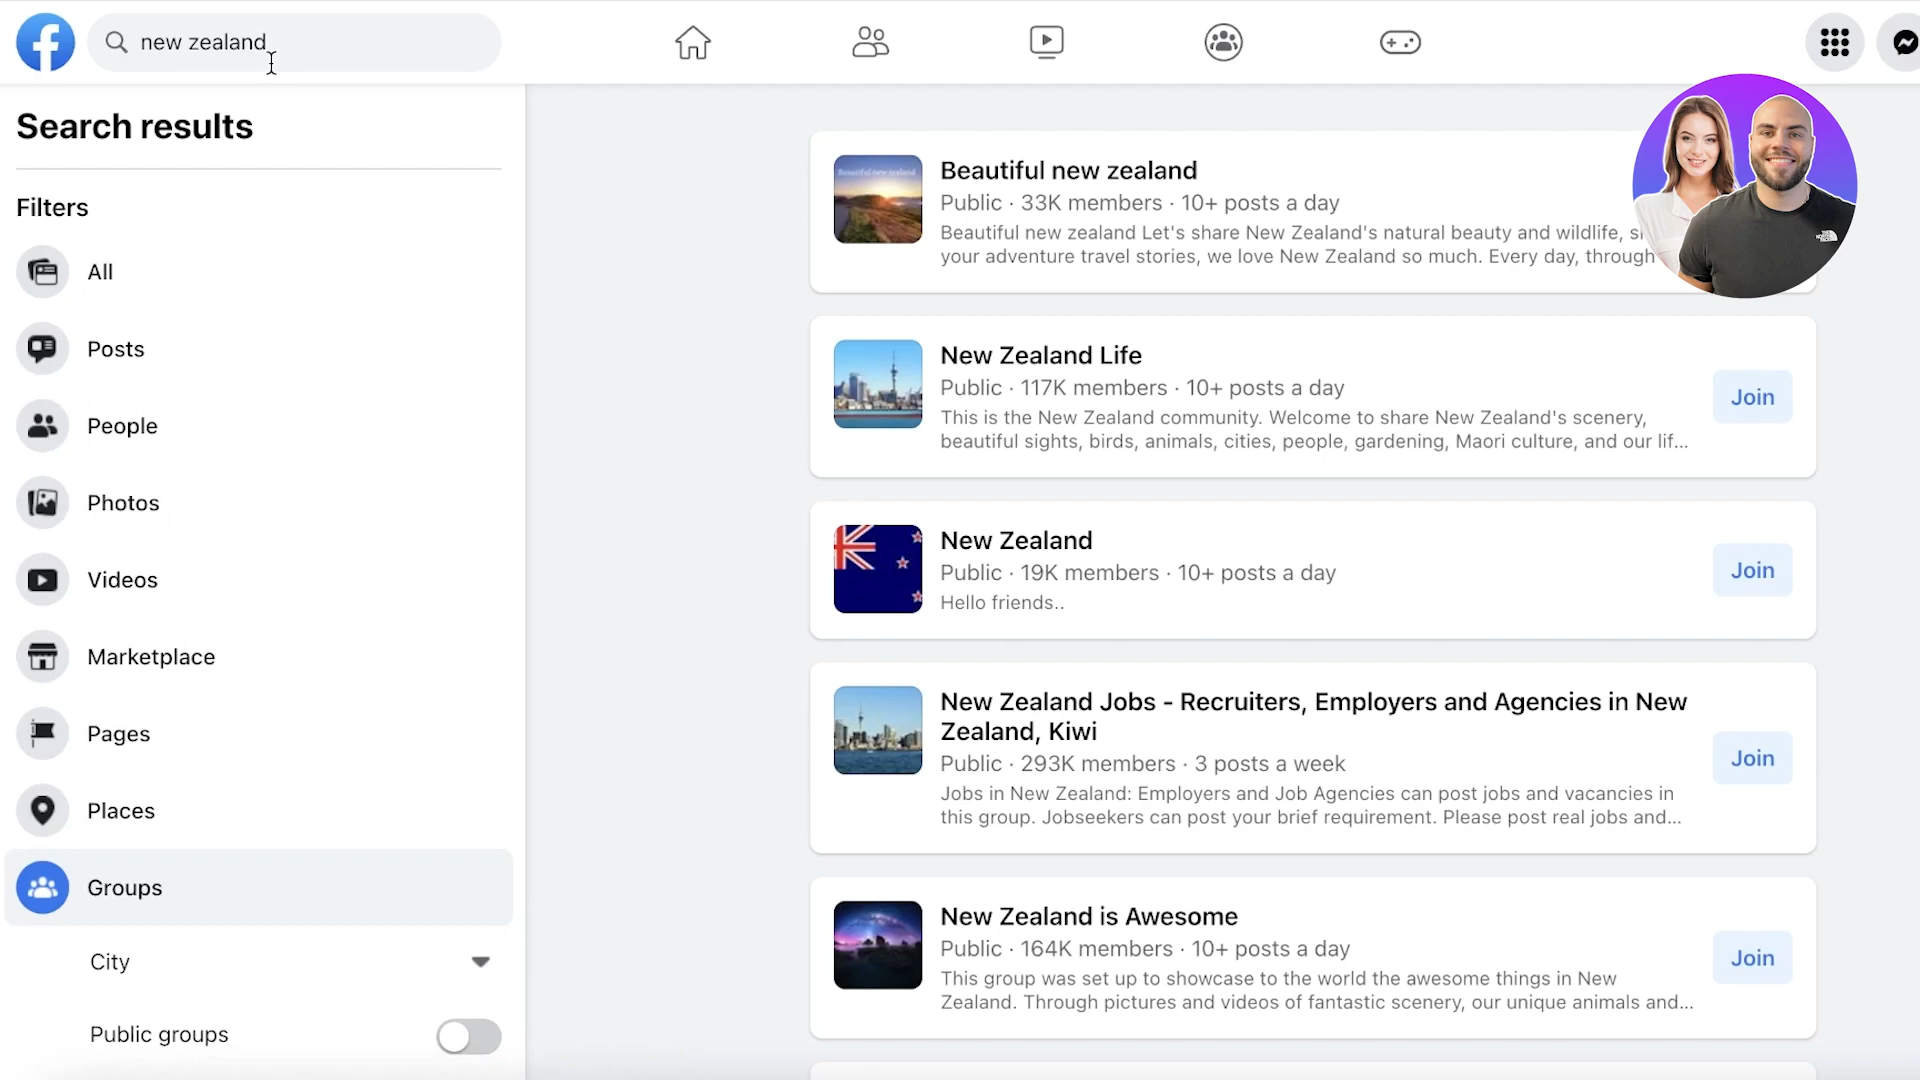 new zealand
Search results
Filters
All
Posts
People
Photos
Videos
Marketplace
Pages
Places
Groups
City
Public groups
Beautiful new zealand
Beautiful new zealand
Public · 33K members · 10+ posts a day
Beautiful new zealand Let's share New Zealand's natural beauty and wildlife,
your adventure travel stories, we love New Zealand so much. Every day, through
New Zealand Life
Public · 117K members · 10+ posts a day
This is the New Zealand community. Welcome to share New Zealand's scenery,
beautiful sights, birds, animals, cities, people, gardening, Maori culture, and our lif...
Join
New Zealand
Public · 19K members · 10+ posts a day
Hello friends..
Join
New Zealand Jobs - Recruiters, Employers and Agencies in New
Zealand, Kiwi
Public · 293K members · 3 posts a week
Jobs in New Zealand: Employers and Job Agencies can post jobs and vacancies in
this group. Jobseekers can post your brief requirement. Please post real jobs and...
Join
New Zealand is Awesome
Public · 164K members · 10+ posts a day
This group was set up to showcase to the world the awesome things in New
Zealand. Through pictures and videos of fantastic scenery, our unique animals and...
Join